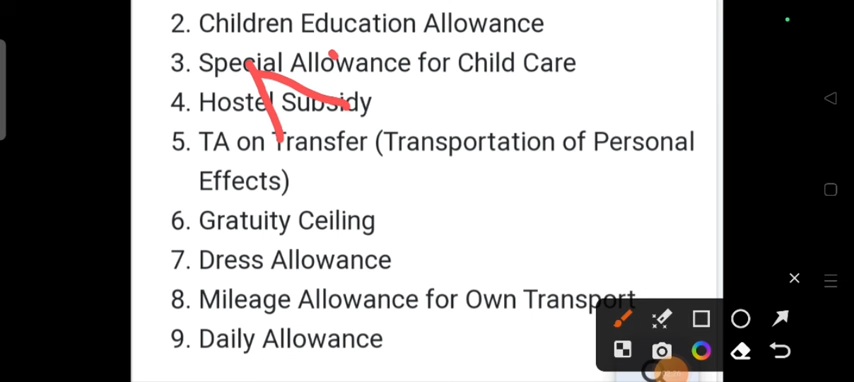 2. Children Education Allowance
3. Special Allowance for Child Care
4. Hostel Subsidy
5. TA on Transfer (Transportation of Personal
Effects)
6. Gratuity Ceiling
7. Dress Allowance
8. Mileage Allowance for Own Transport
9. Daily Allowance